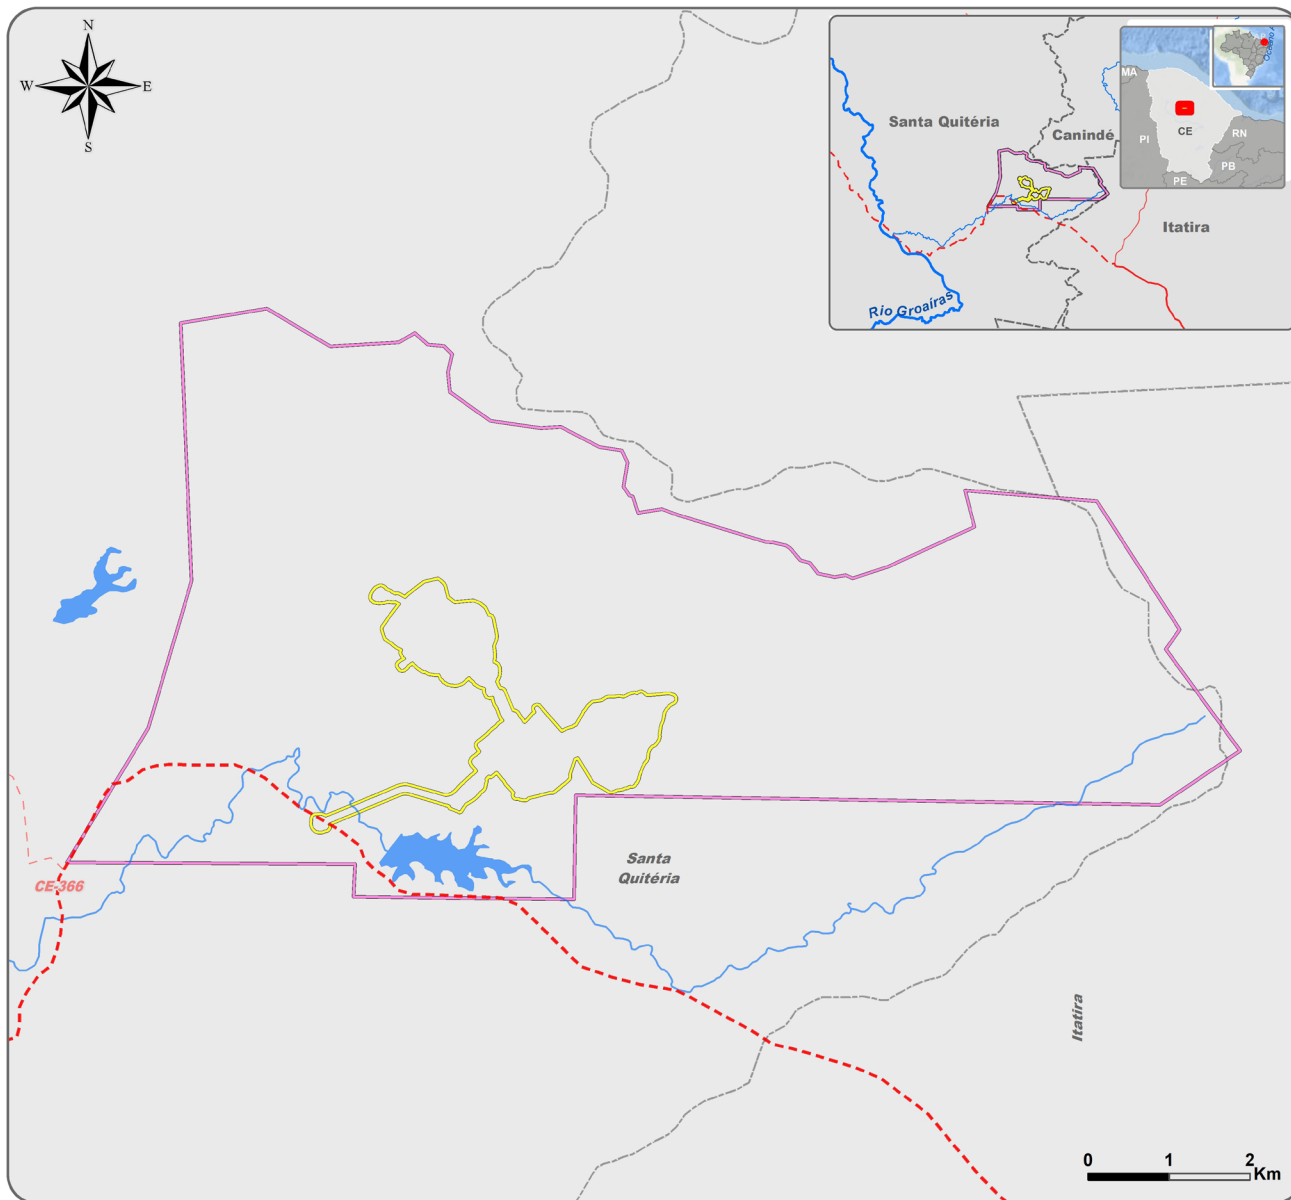 N
W
E
S
Santa Quitéria
Canindé
Itatira
Rio Groaíras
MA
PI
CE
RN
PB
PE
Santa
Quitéria
CE-366
Itatira
0 1 2
Km